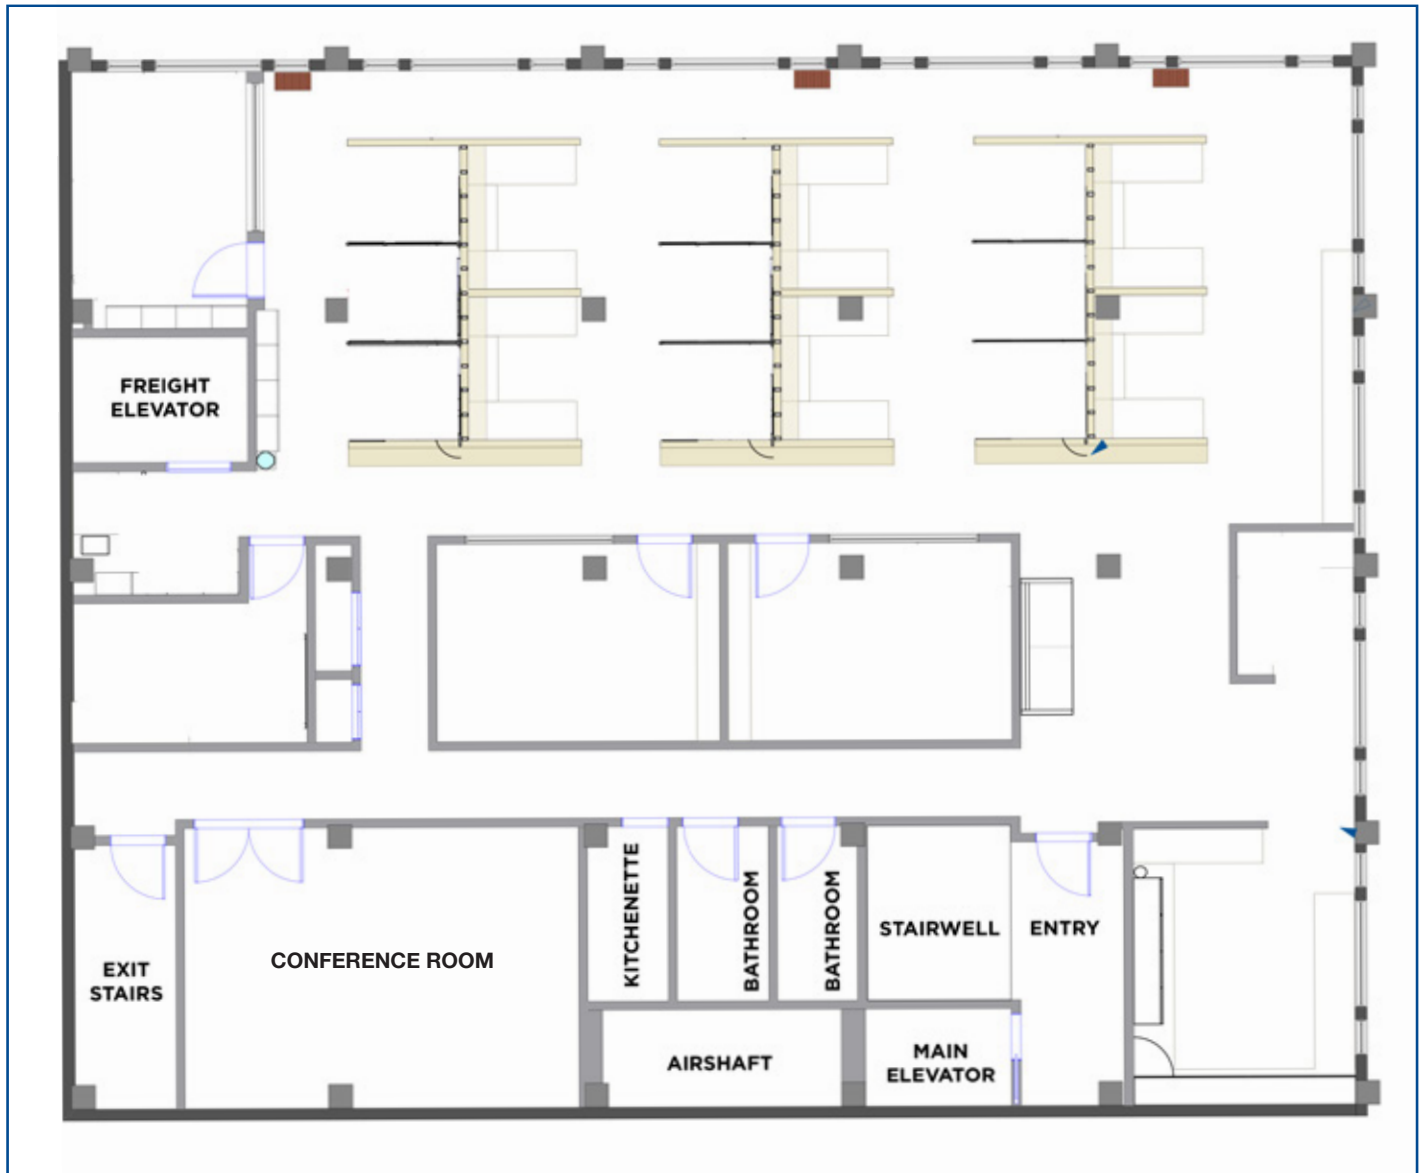 FREIGHT
ELEVATOR
CONFERENCE ROOM
EXIT
STAIRS
KITCHENETTE
BATHROOM
BATHROOM
STAIRWELL
ENTRY
AIRSHAFT
MAIN
ELEVATOR